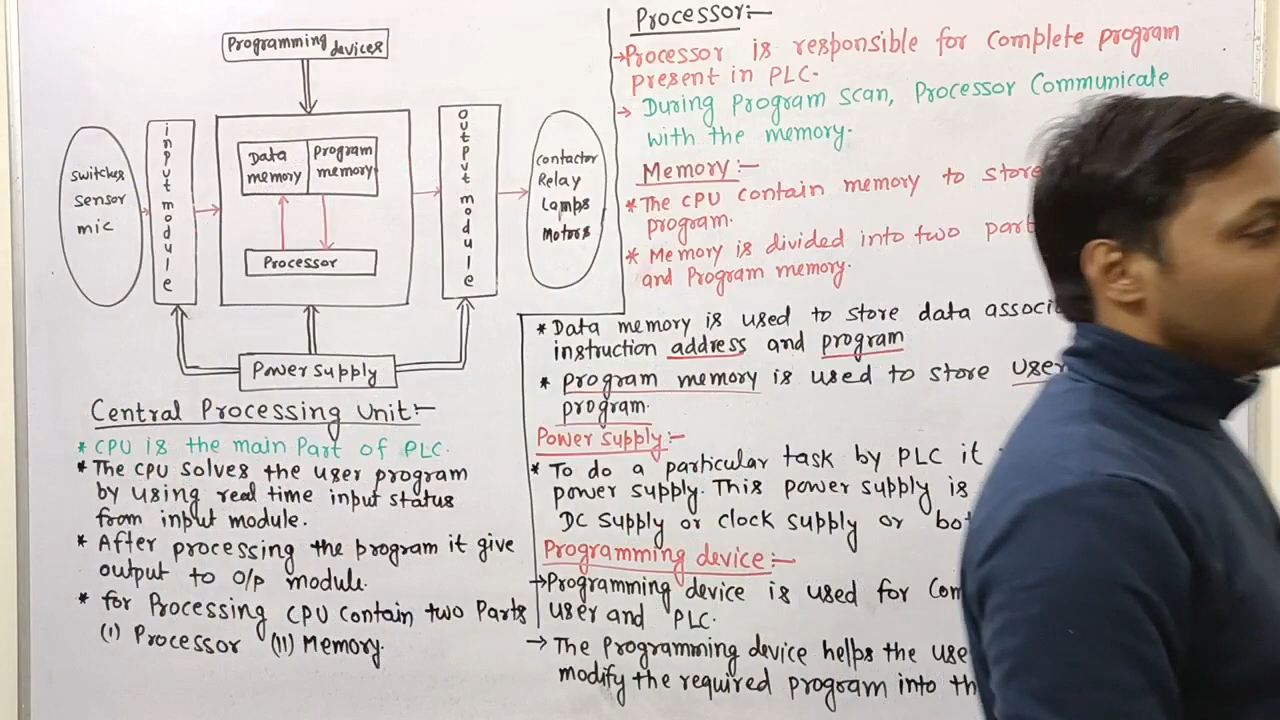 Programming devices
switches
sensor
mic
input module
Data memory
program memory
Processor
output module
contactor
Relay
Lamps
Motors
Power supply
Central Processing Unit:-
* CPU is the main Part of PLC.
* The CPU solves the user program
by using real time input status
from input module.
* After processing the program it give
output to O/P module.
* for Processing CPU contain two Parts
(I) Processor (II) Memory.
Processor:-
→Processor is responsible for complete program
present in PLC.
→ During Program scan, Processor Communicate
with the memory.
Memory:-
* The CPU contain memory to store
program.
* Memory is divided into two part
and Program memory.
* Data memory is used to store data
instruction address and program
* program memory is used to store user
program.
Power supply:-
* To do a particular task by PLC it
power supply. This power supply is
DC supply or clock supply or
Programming device:-
→Programming device is used for
user and PLC.
→ The Programming device helps the
modify the required program into